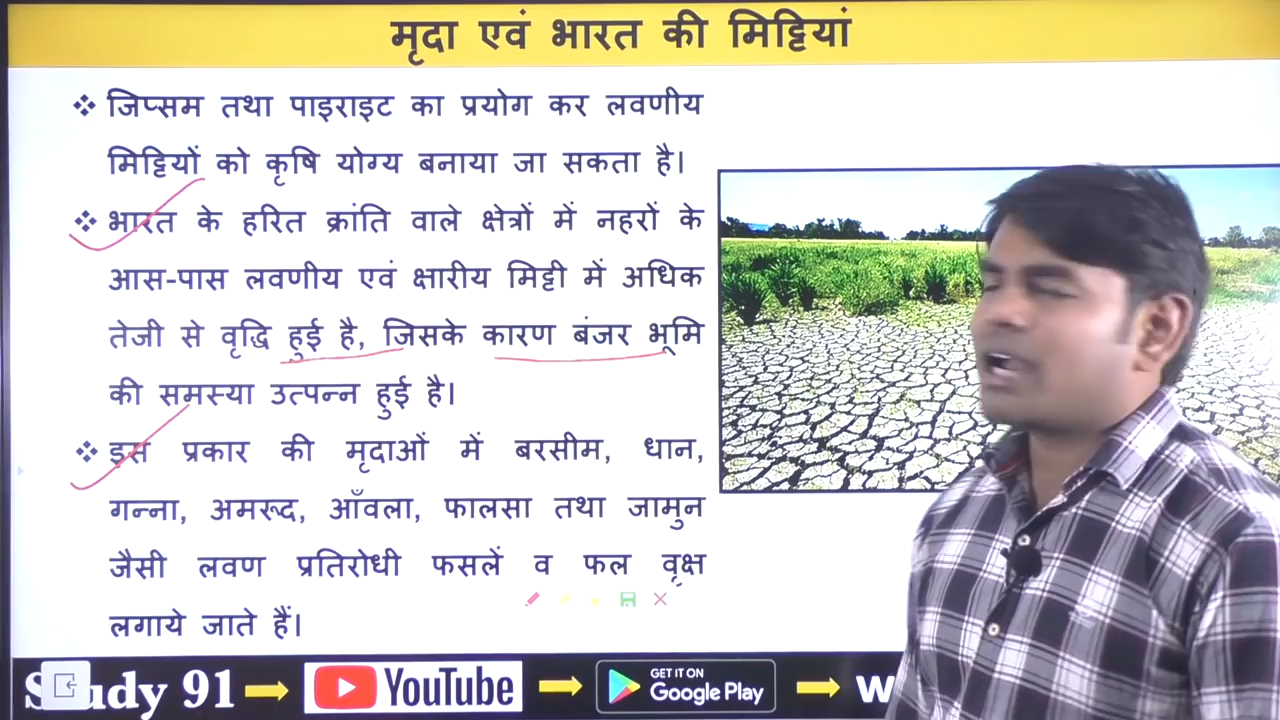 मृदा एवं भारत की मिट्टियां
❖ जिप्सम तथा पाइराइट का प्रयोग कर लवणीय
मिट्टियों को कृषि योग्य बनाया जा सकता है।
❖ भारत के हरित क्रांति वाले क्षेत्रों में नहरों के
आस-पास लवणीय एवं क्षारीय मिट्टी में अधिक
तेजी से वृद्धि हुई है, जिसके कारण बंजर भूमि
की समस्या उत्पन्न हुई है।
❖ इस प्रकार की मृदाओं में बरसीम, धान,
गन्ना, अमरूद, आँवला, फालसा तथा जामुन
जैसी लवण प्रतिरोधी फसलें व फल वृक्ष
लगाये जाते हैं।
Study 91 YouTube GET IT ON Google Play W